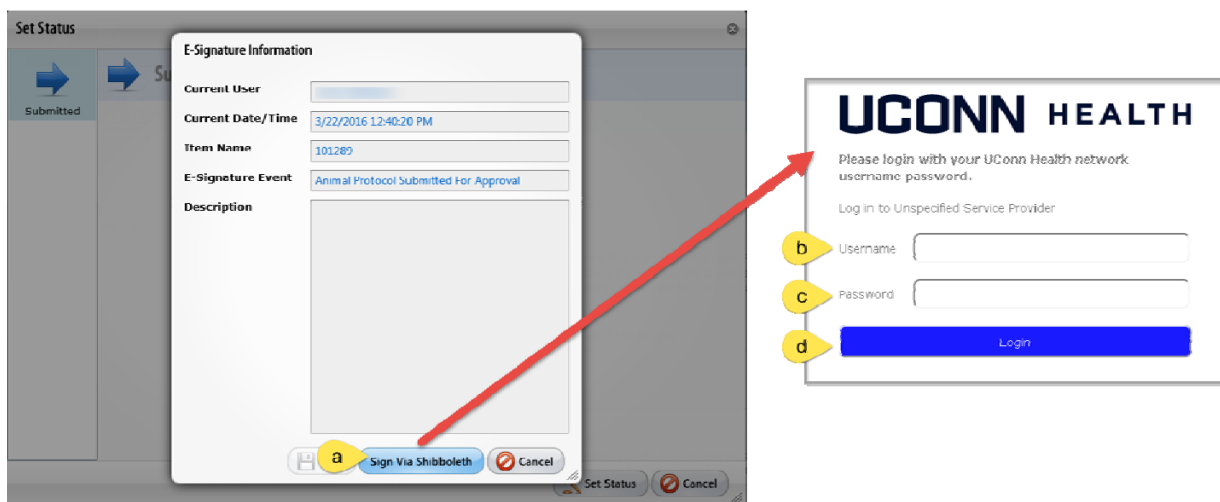 Set Status
Submitted
Su
E-Signature Information
Current User
Current Date/Time 3/22/2016 12:40:20 PM
Item Name 101289
E-Signature Event Animal Protocol Submitted For Approval
Description
a Sign Via Shibboleth Cancel
Set Status Cancel
UCONN HEALTH
Please login with your UConn Health network
username password.
Log in to Unspecified Service Provider
b Username
c Password
d Login